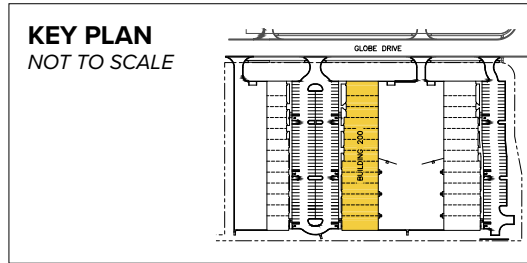 KEY PLAN
NOT TO SCALE
GLOBE DRIVE
BUILDING 200